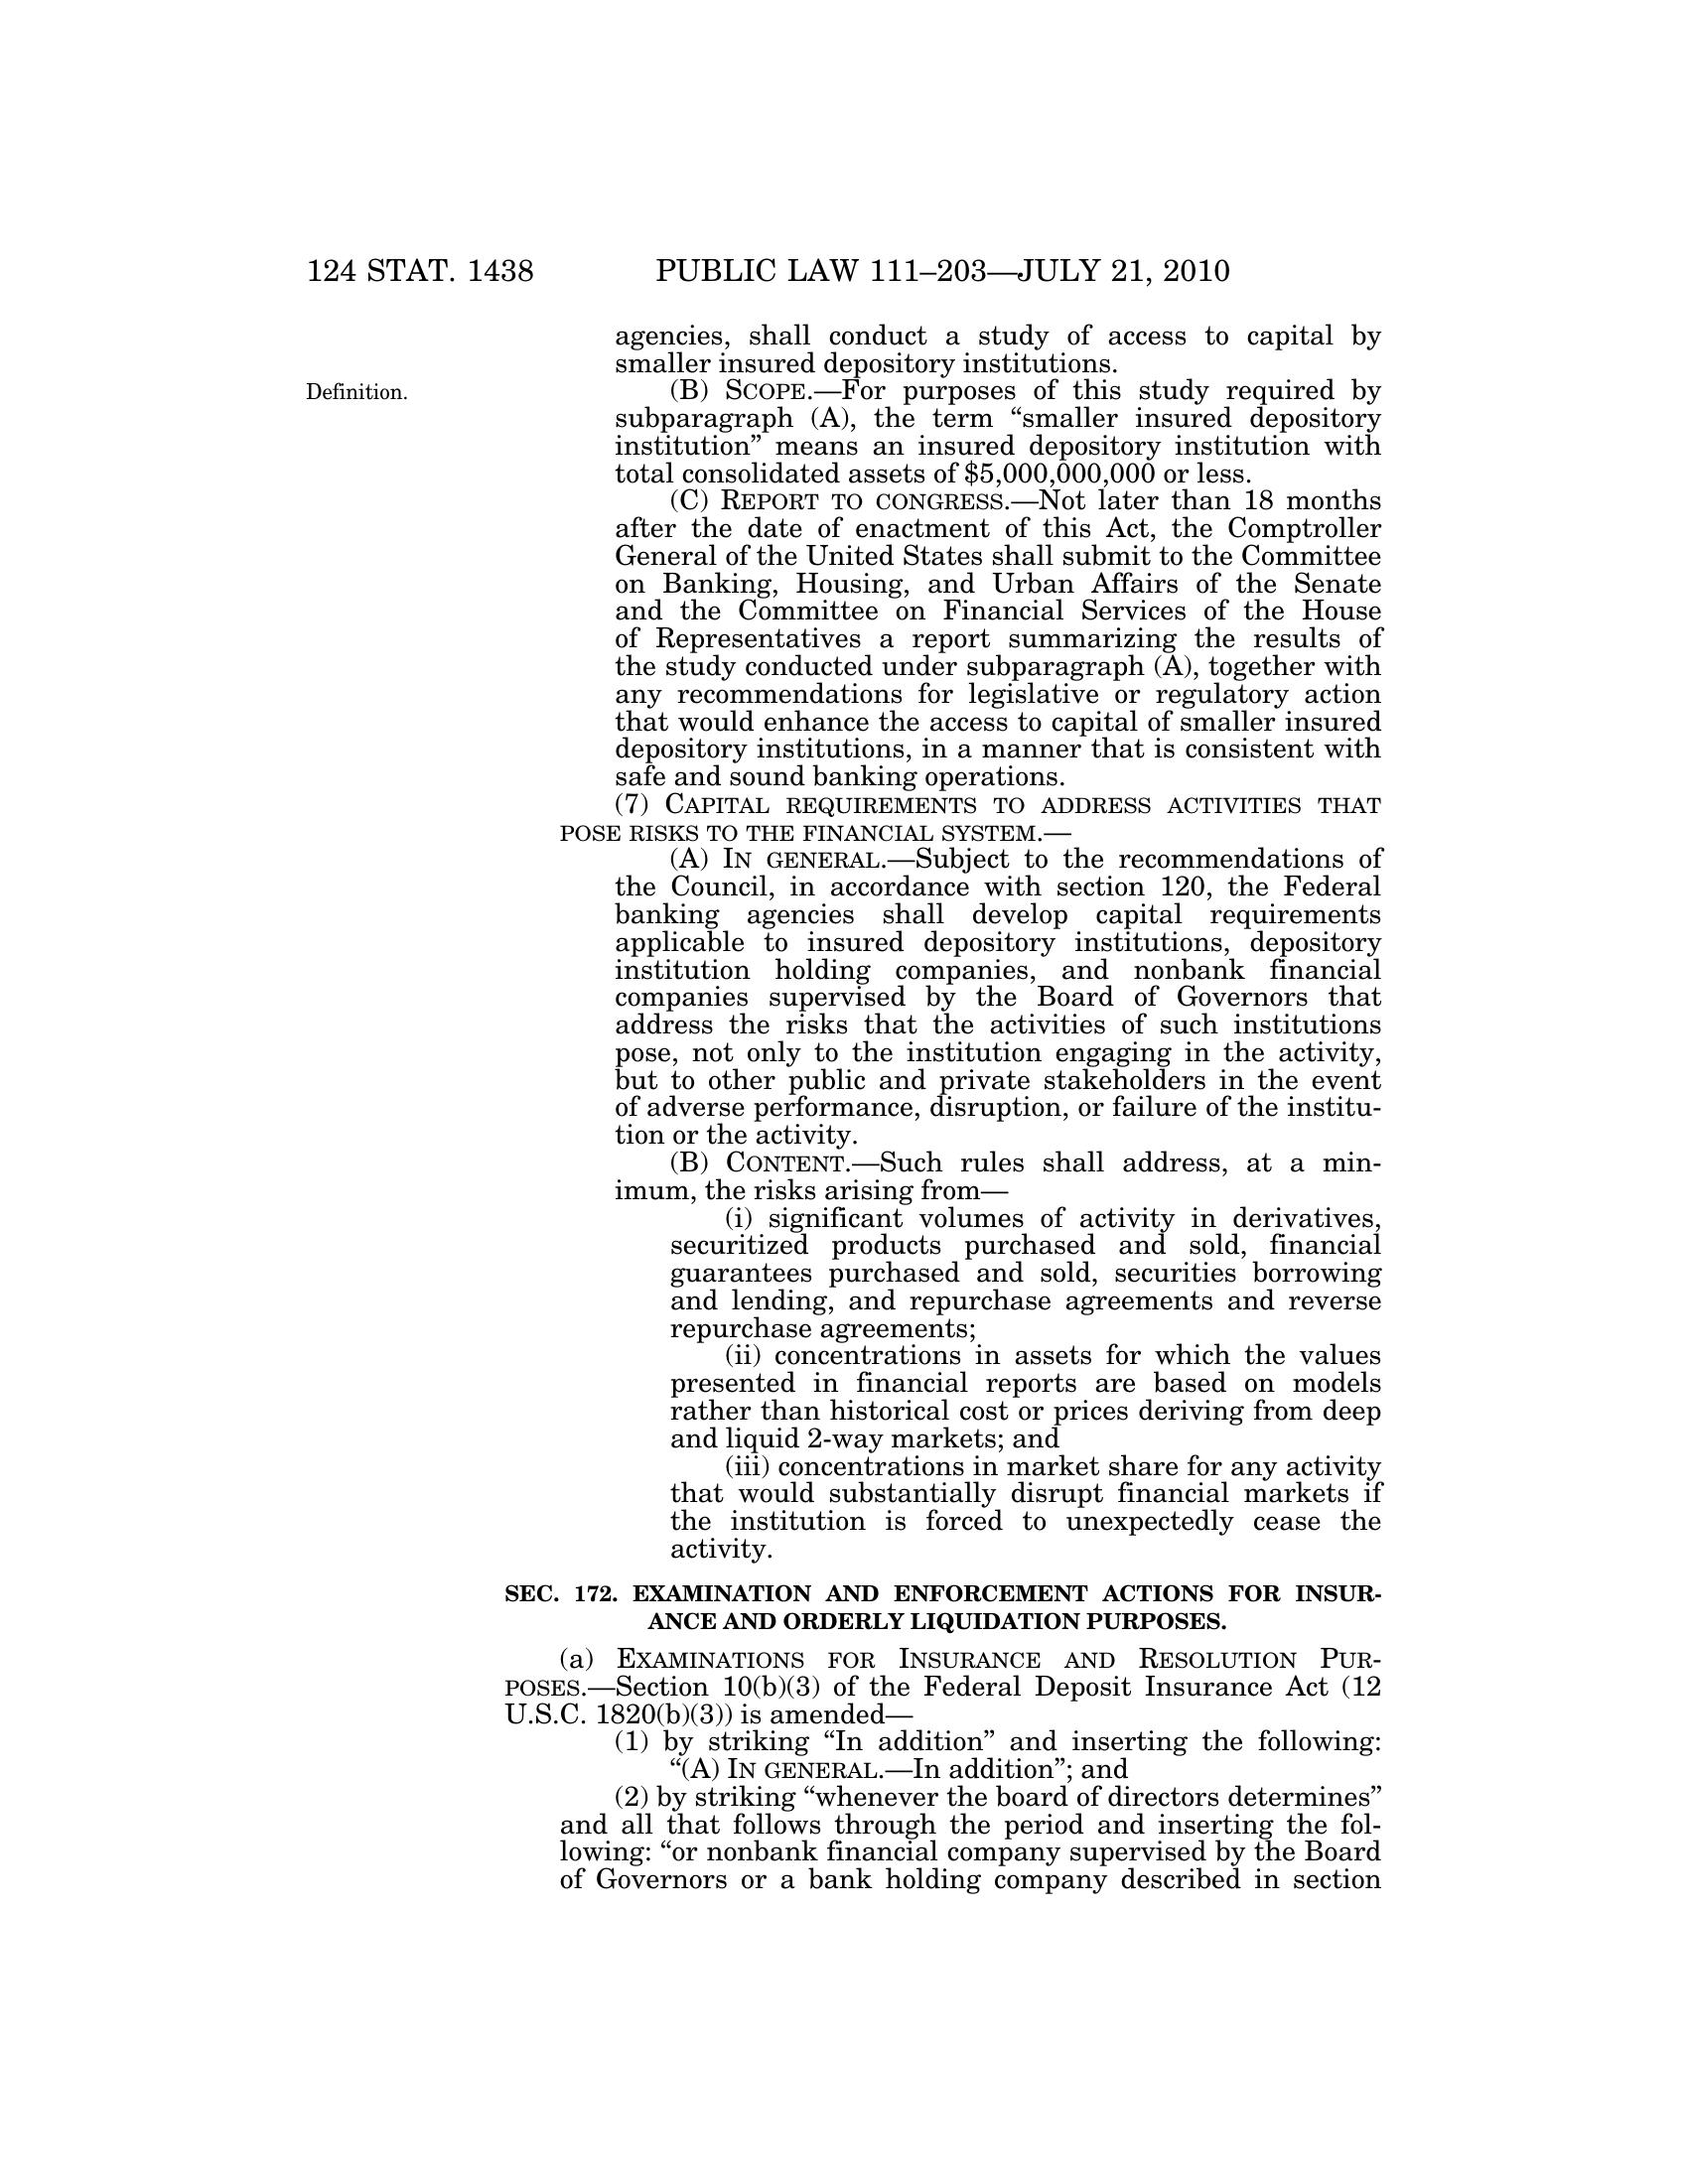 124 STAT. 1438 PUBLIC LAW 111–203—JULY 21, 2010
agencies, shall conduct a study of access to capital by
smaller insured depository institutions.
Definition.
(B) SCOPE.—For purposes of this study required by
subparagraph (A), the term “smaller insured depository
institution” means an insured depository institution with
total consolidated assets of $5,000,000,000 or less.
(C) REPORT TO CONGRESS.—Not later than 18 months
after the date of enactment of this Act, the Comptroller
General of the United States shall submit to the Committee
on Banking, Housing, and Urban Affairs of the Senate
and the Committee on Financial Services of the House
of Representatives a report summarizing the results of
the study conducted under subparagraph (A), together with
any recommendations for legislative or regulatory action
that would enhance the access to capital of smaller insured
depository institutions, in a manner that is consistent with
safe and sound banking operations.
(7) CAPITAL REQUIREMENTS TO ADDRESS ACTIVITIES THAT
POSE RISKS TO THE FINANCIAL SYSTEM.—
(A) IN GENERAL.—Subject to the recommendations of
the Council, in accordance with section 120, the Federal
banking agencies shall develop capital requirements
applicable to insured depository institutions, depository
institution holding companies, and nonbank financial
companies supervised by the Board of Governors that
address the risks that the activities of such institutions
pose, not only to the institution engaging in the activity,
but to other public and private stakeholders in the event
of adverse performance, disruption, or failure of the institu-
tion or the activity.
(B) CONTENT.—Such rules shall address, at a min-
imum, the risks arising from—
(i) significant volumes of activity in derivatives,
securitized products purchased and sold, financial
guarantees purchased and sold, securities borrowing
and lending, and repurchase agreements and reverse
repurchase agreements;
(ii) concentrations in assets for which the values
presented in financial reports are based on models
rather than historical cost or prices deriving from deep
and liquid 2-way markets; and
(iii) concentrations in market share for any activity
that would substantially disrupt financial markets if
the institution is forced to unexpectedly cease the
activity.
SEC. 172. EXAMINATION AND ENFORCEMENT ACTIONS FOR INSUR-
ANCE AND ORDERLY LIQUIDATION PURPOSES.
(a) EXAMINATIONS FOR INSURANCE AND RESOLUTION PUR-
POSES.—Section 10(b)(3) of the Federal Deposit Insurance Act (12
U.S.C. 1820(b)(3)) is amended—
(1) by striking “In addition” and inserting the following:
“(A) IN GENERAL.—In addition”; and
(2) by striking “whenever the board of directors determines”
and all that follows through the period and inserting the fol-
lowing: “or nonbank financial company supervised by the Board
of Governors or a bank holding company described in section